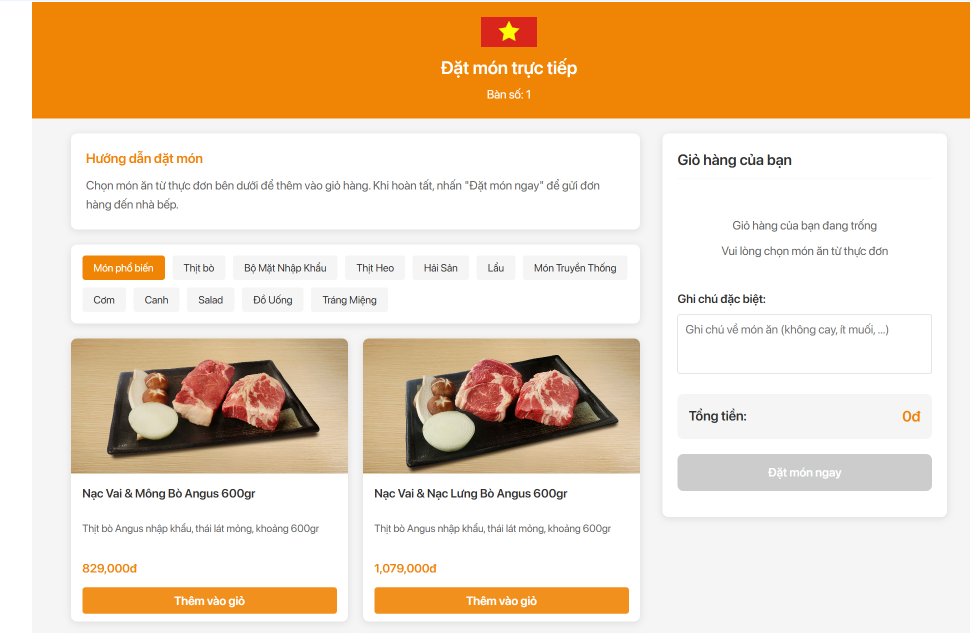 Đặt món trực tiếp
Bàn số: 1
Hướng dẫn đặt món
Chọn món ăn từ thực đơn bên dưới để thêm vào giỏ hàng. Khi hoàn tất, nhấn "Đặt món ngay" để gửi đơn
hàng đến nhà bếp.
Món phổ biến
Thịt bò
Bộ Mặt Nhập Khẩu
Thịt Heo
Hải Sản
Lẩu
Món Truyền Thống
Cơm
Canh
Salad
Đồ Uống
Tráng Miệng
Nạc Vai & Mông Bò Angus 600gr
Thịt bò Angus nhập khẩu, thái lát mỏng, khoảng 600gr
829,000đ
Thêm vào giỏ
Nạc Vai & Nạc Lưng Bò Angus 600gr
Thịt bò Angus nhập khẩu, thái lát mỏng, khoảng 600gr
1,079,000đ
Thêm vào giỏ
Giỏ hàng của bạn
Giỏ hàng của bạn đang trống
Vui lòng chọn món ăn từ thực đơn
Ghi chú đặc biệt:
Ghi chú về món ăn (không cay, ít muối, ...)
Tổng tiền: 0đ
Đặt món ngay